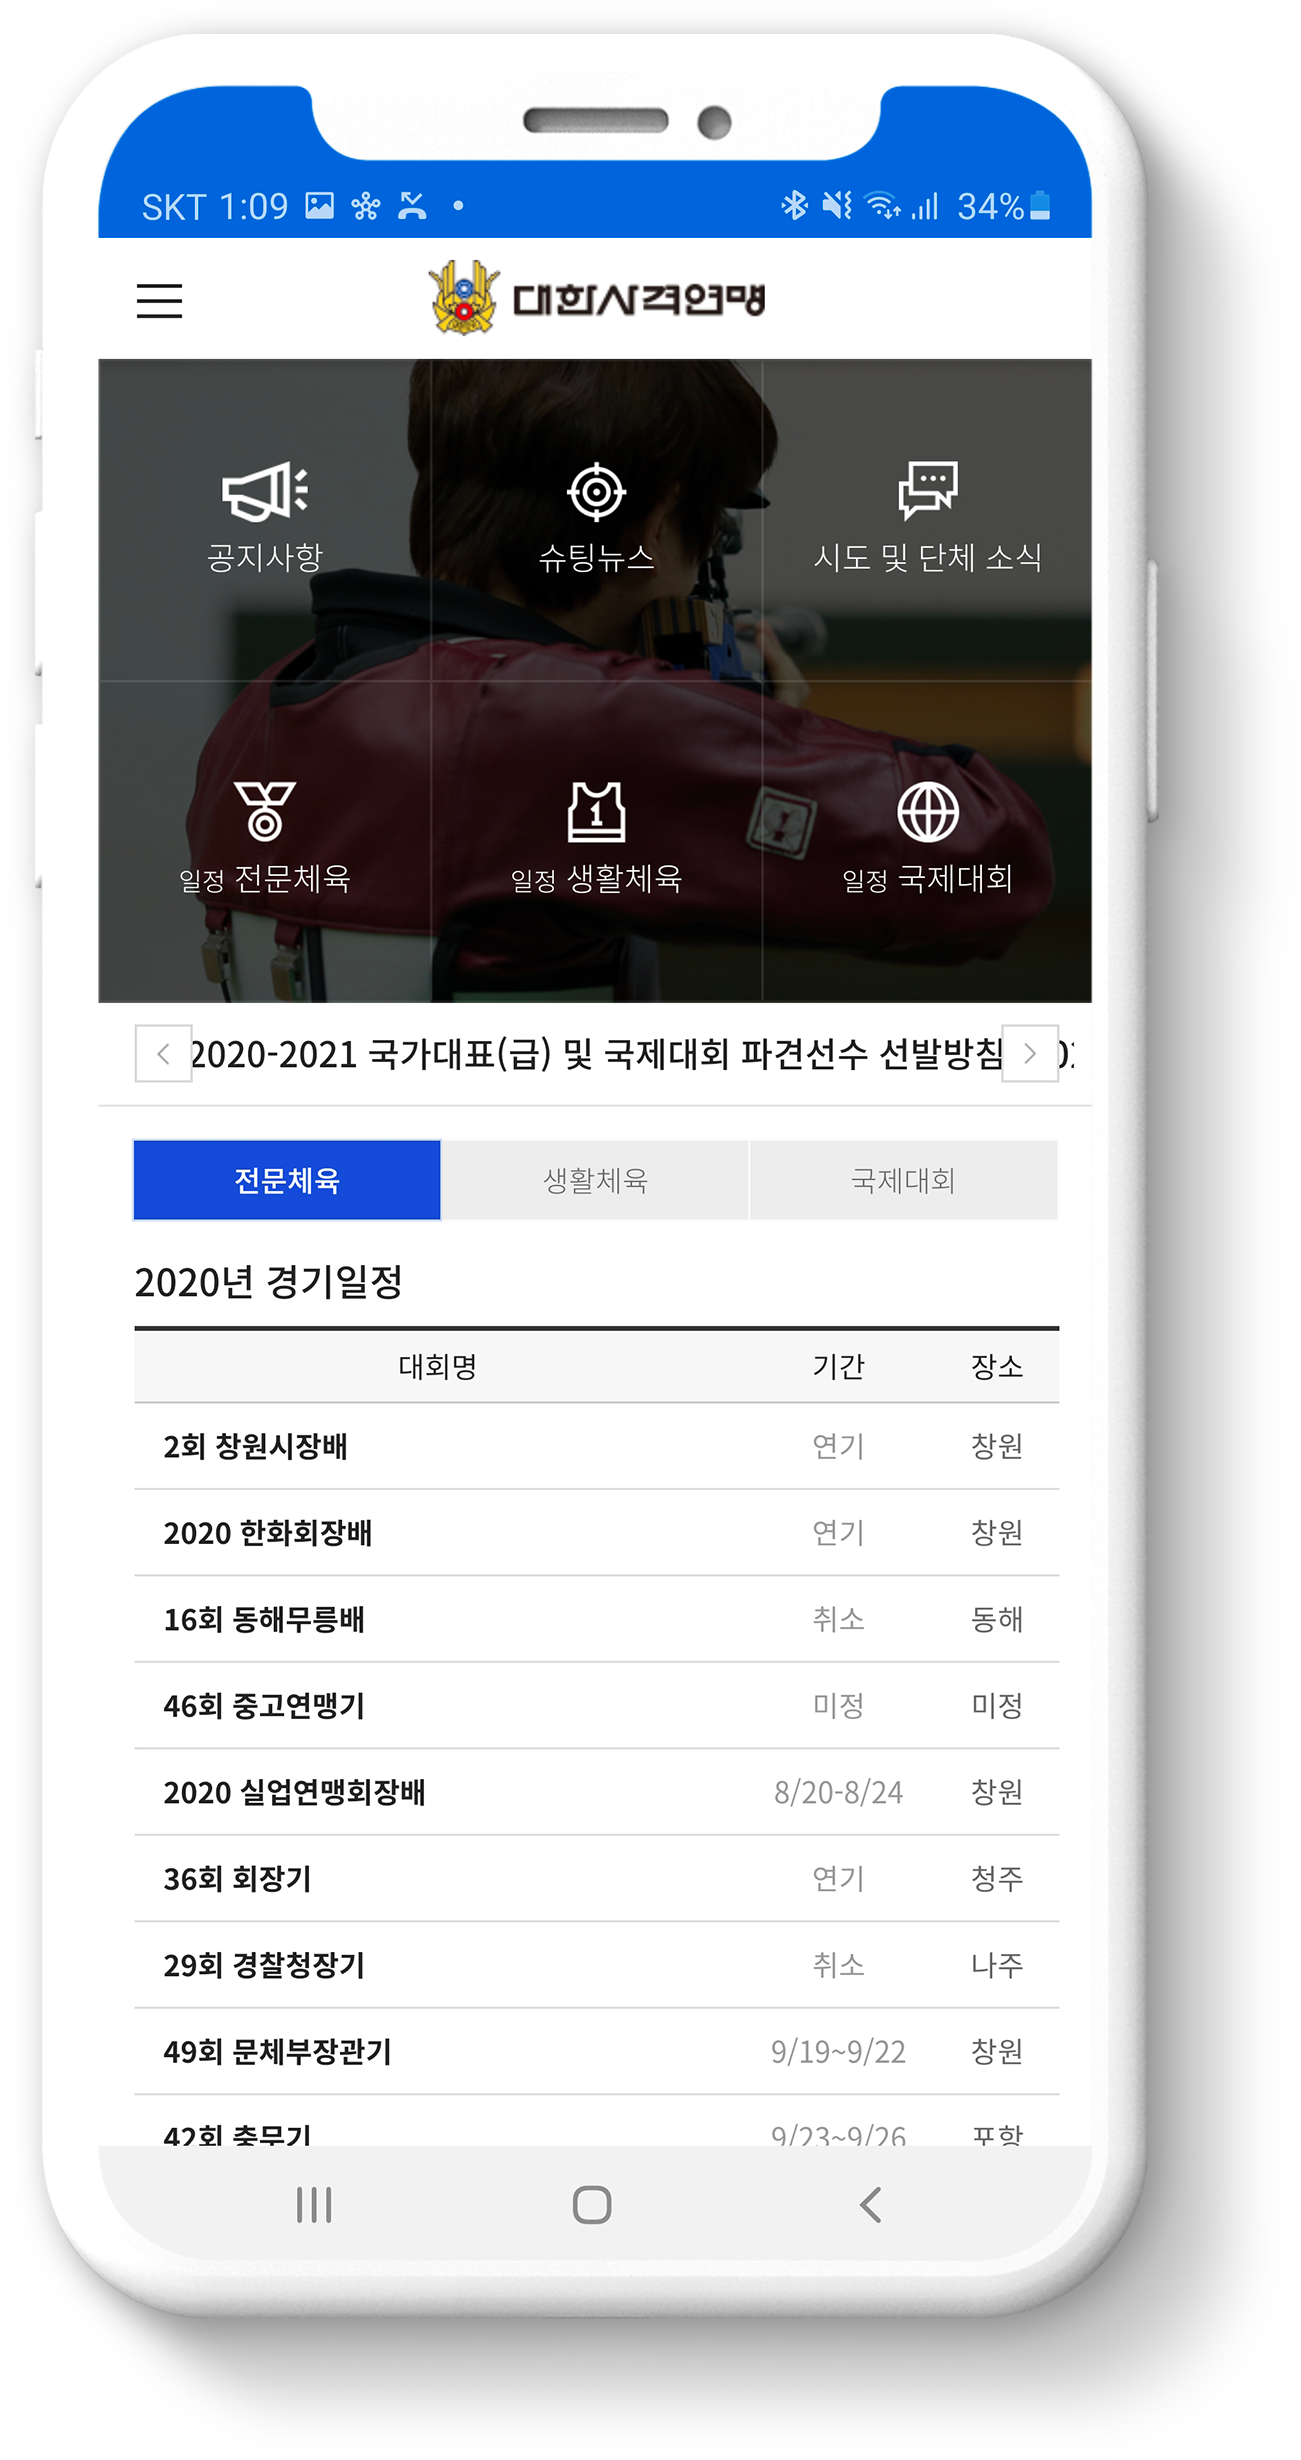 SKT 1:09 34%
대한사격연맹
공지사항 슈팅뉴스 시도 및 단체 소식
일정 전문체육 일정 생활체육 일정 국제대회
2020-2021 국가대표(급) 및 국제대회 파견선수 선발방침
전문체육 생활체육 국제대회
2020년 경기일정
대회명 기간 장소
2회 창원시장배 연기 창원
2020 한화회장배 연기 창원
16회 동해무릉배 취소 동해
46회 중고연맹기 미정 미정
2020 실업연맹회장배 8/20-8/24 창원
36회 회장기 연기 청주
29회 경찰청장기 취소 나주
49회 문체부장관기 9/19~9/22 창원
42회 충무기 9/23~9/26 포항